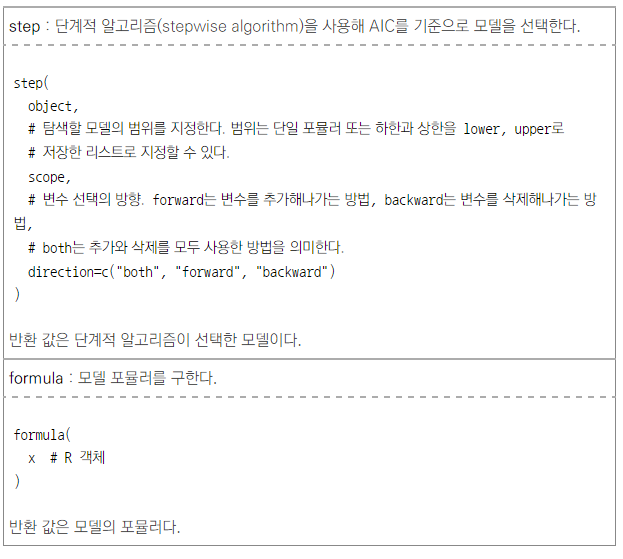 step : 단계적 알고리즘(stepwise algorithm)을 사용해 AIC를 기준으로 모델을 선택한다.
step(
object,
# 탐색할 모델의 범위를 지정한다. 범위는 단일 포뮬러 또는 하한과 상한을 lower, upper로
# 저장한 리스트로 지정할 수 있다.
scope,
# 변수 선택의 방향. forward는 변수를 추가해나가는 방법, backward는 변수를 삭제해나가는 방
법,
# both는 추가와 삭제를 모두 사용한 방법을 의미한다.
direction=c("both", "forward", "backward")
)
반환 값은 단계적 알고리즘이 선택한 모델이다.
formula : 모델 포뮬러를 구한다.
formula(
x # R 객체
)
반환 값은 모델의 포뮬러다.